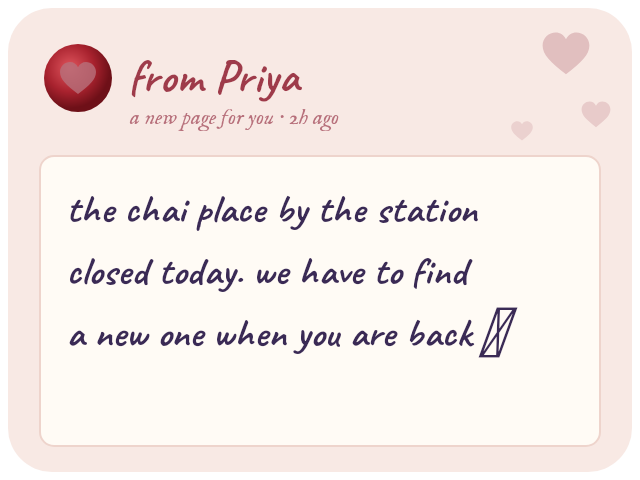 from Priya
a new page for you · 2h ago
the chai place by the station
closed today. we have to find
a new one when you are back